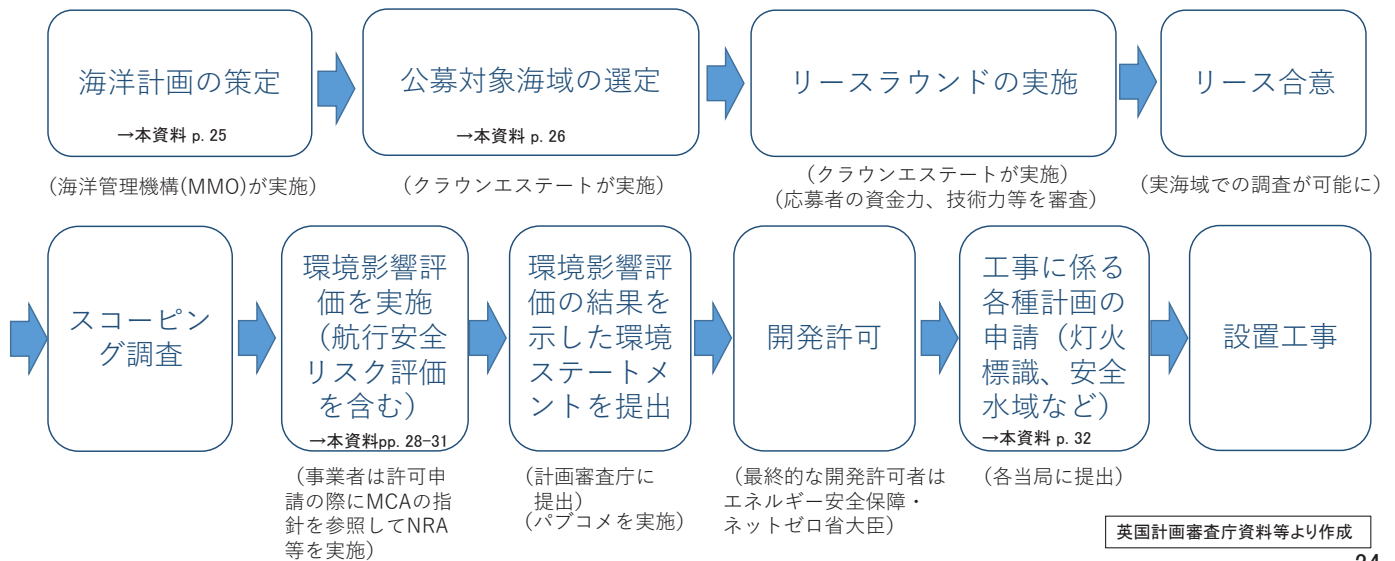 海洋計画の策定
→本資料 p. 25
(海洋管理機構(MMO)が実施)
公募対象海域の選定
→本資料 p. 26
(クラウンエステートが実施)
リースラウンドの実施
(クラウンエステートが実施)
(応募者の資金力、技術力等を審査)
リース合意
(実海域での調査が可能に)
スコーピン
グ調査
環境影響評
価を実施
(航行安全
リスク評価
を含む)
→本資料pp. 28-31
(事業者は許可申
請の際にMCAの指
針を参照してNRA
等を実施)
環境影響評
価の結果を
示した環境
ステートメ
ントを提出
(計画審査庁に
提出)
(パブコメを実施)
開発許可
(最終的な開発許可者は
エネルギー安全保障・
ネットゼロ省大臣)
工事に係る
各種計画の
申請(灯火
標識、安全
水域など)
→本資料 p. 32
(各当局に提出)
設置工事
英国計画審査庁資料等より作成